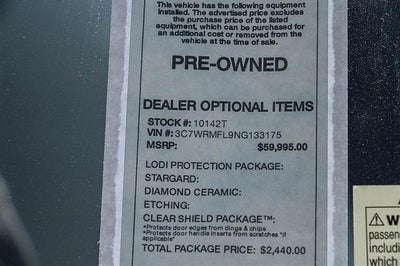 This vehicle has the following equipment
installed. The advertised price excludes
the purchase price of the listed
equipment, which can be purchased for
an additional cost or removed from the
vehicle at the time of sale.
PRE-OWNED
DEALER OPTIONAL ITEMS
STOCK #: 10142T
VIN #: 3C7WRMFL9NG133175
MSRP: $59,995.00
LODI PROTECTION PACKAGE:
STARGARD:
DIAMOND CERAMIC:
ETCHING:
CLEAR SHIELD PACKAGE™:
*Protects door edges from dings & chips
*Protects door handle inserts from scratches "if
applicable"
TOTAL PACKAGE PRICE: $2,440.00
⚠W
passen
includi
which